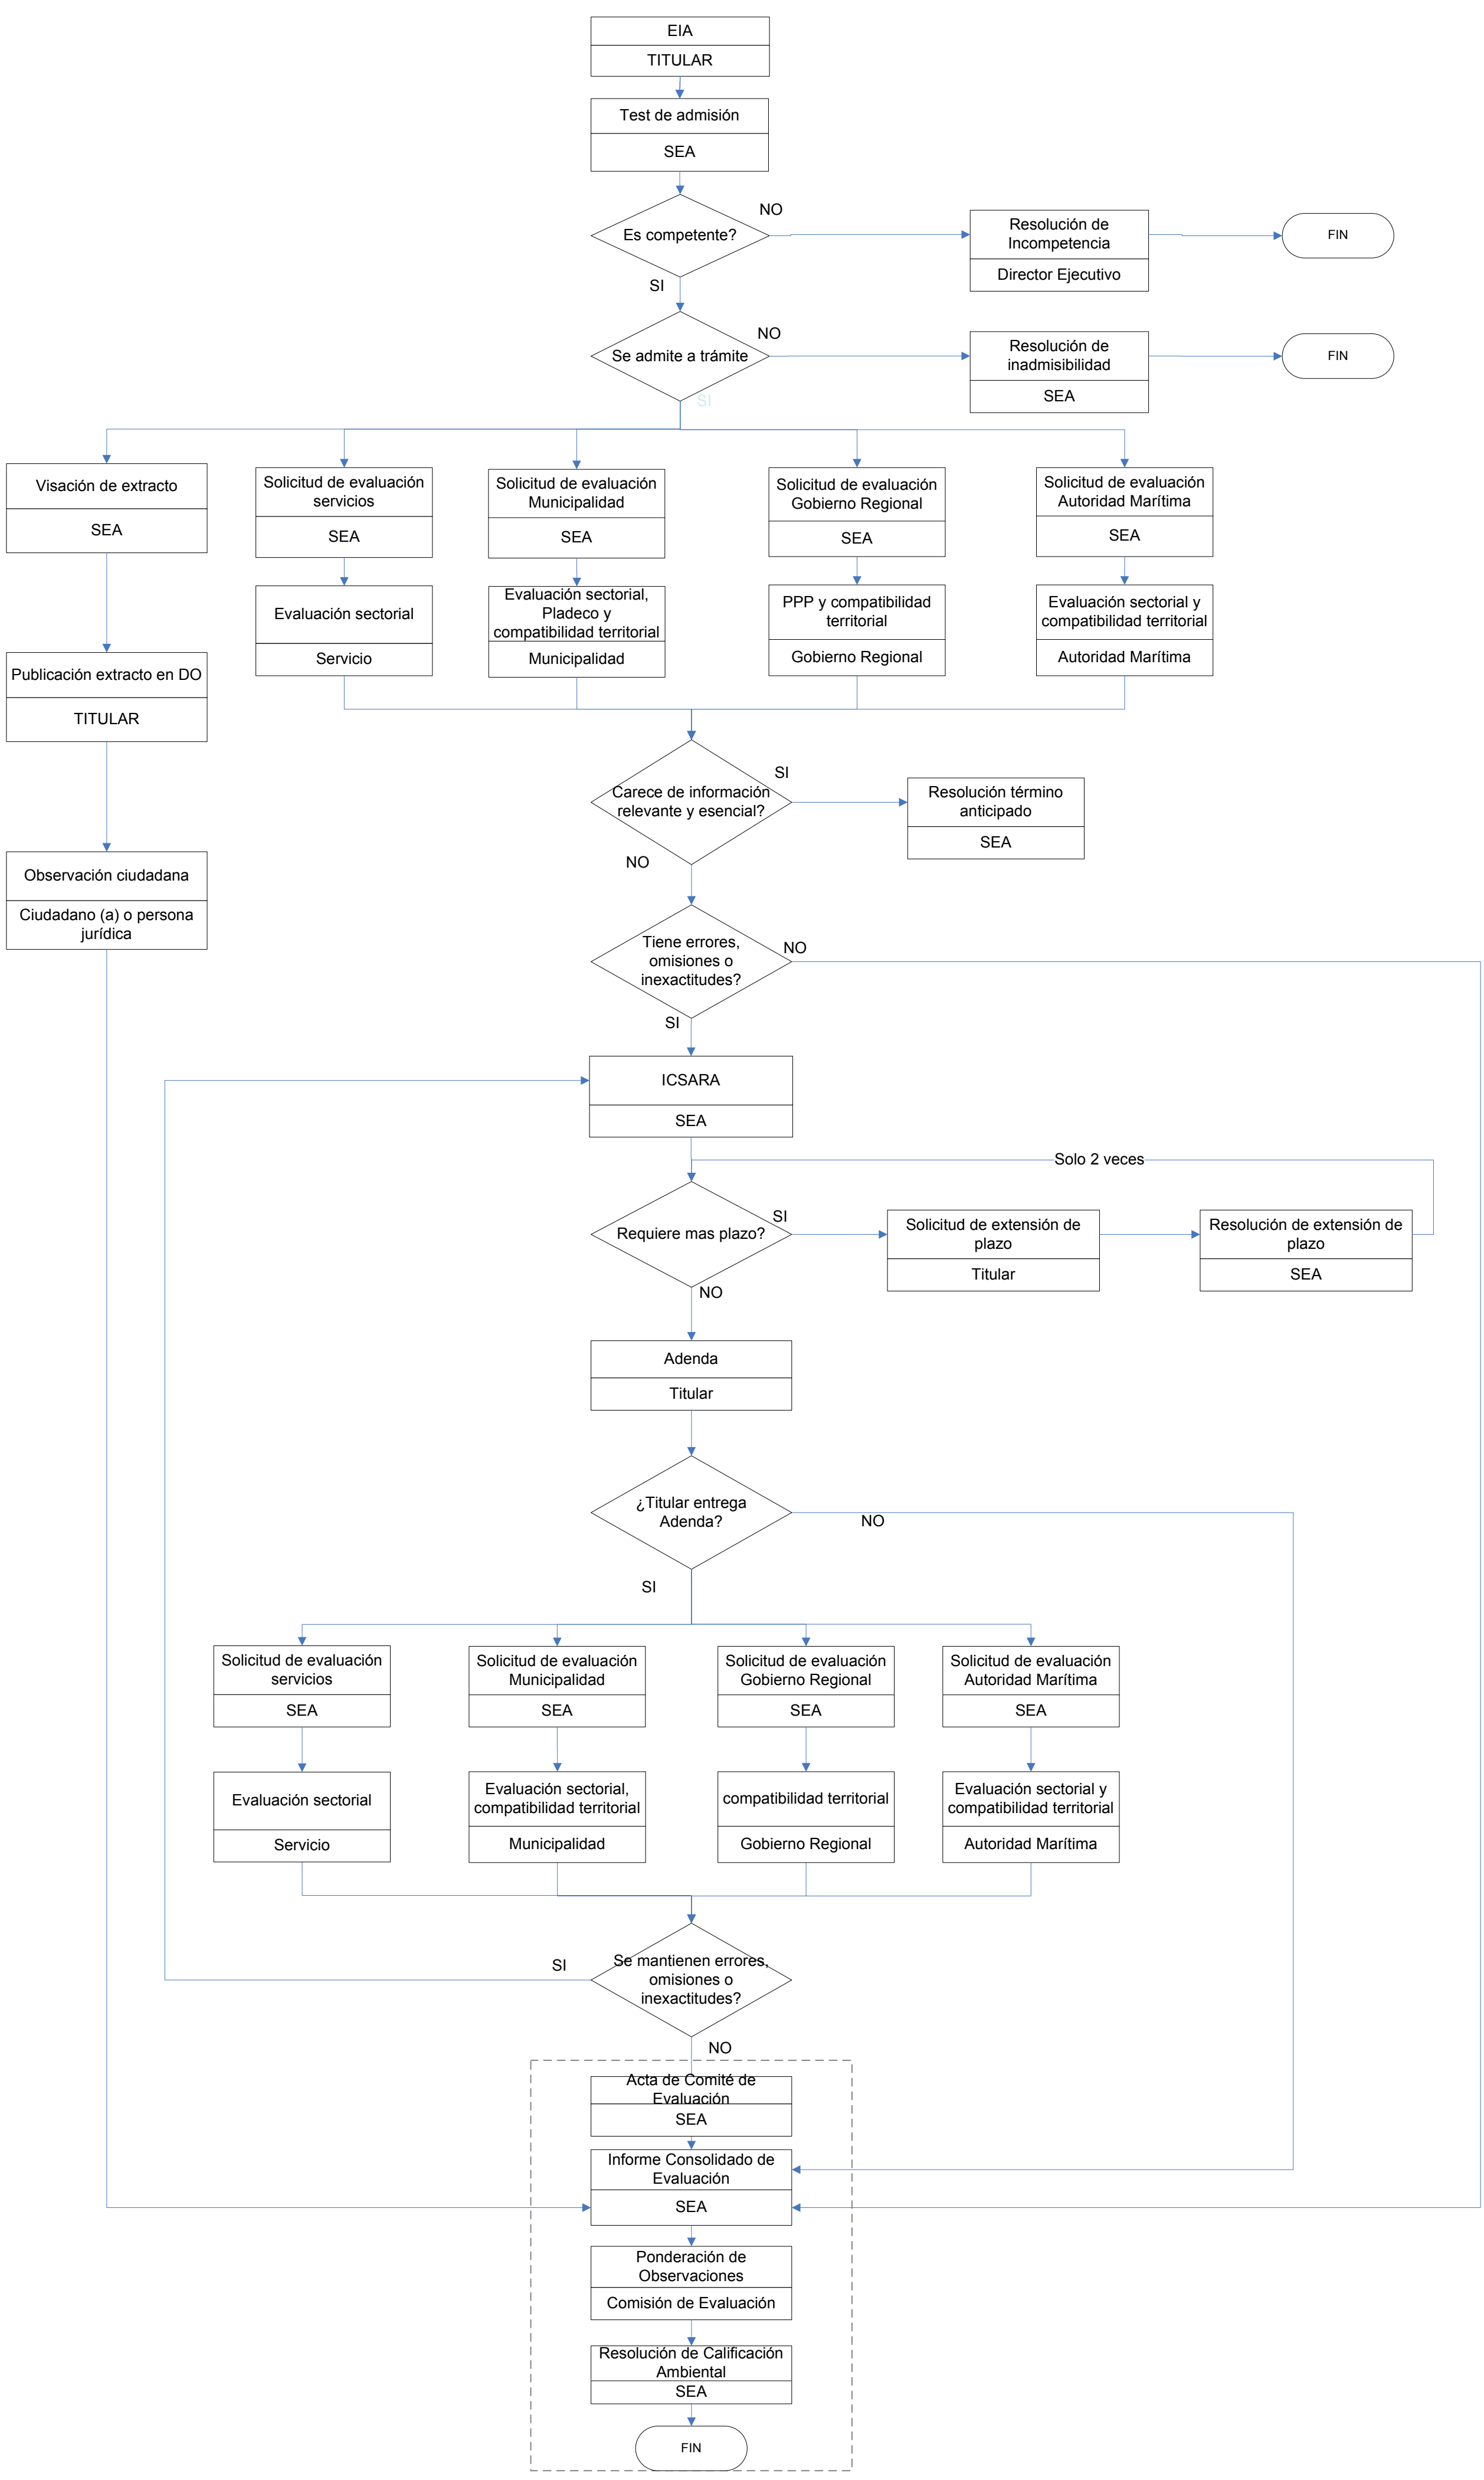 EIA
TITULAR
Test de admisión
SEA
Es competente?
NO
SI
Resolución de
Incompetencia
Director Ejecutivo
FIN
Se admite a trámite
NO
SI
Resolución de
inadmisibilidad
SEA
FIN
Visación de extracto
SEA
Solicitud de evaluación
servicios
SEA
Solicitud de evaluación
Municipalidad
SEA
Solicitud de evaluación
Gobierno Regional
SEA
Solicitud de evaluación
Autoridad Marítima
SEA
Evaluación sectorial
Servicio
Evaluación sectorial,
Pladeco y
compatibilidad territorial
Municipalidad
PPP y compatibilidad
territorial
Gobierno Regional
Evaluación sectorial y
compatibilidad territorial
Autoridad Marítima
Publicación extracto en DO
TITULAR
Carece de información
relevante y esencial?
SI
NO
Resolución término
anticipado
SEA
Observación ciudadana
Ciudadano (a) o persona
jurídica
Tiene errores,
omisiones o
inexactitudes?
NO
SI
ICSARA
SEA
Solo 2 veces
Requiere mas plazo?
SI
NO
Solicitud de extensión de
plazo
Titular
Resolución de extensión de
plazo
SEA
Adenda
Titular
¿Titular entrega
Adenda?
NO
SI
Solicitud de evaluación
servicios
SEA
Solicitud de evaluación
Municipalidad
SEA
Solicitud de evaluación
Gobierno Regional
SEA
Solicitud de evaluación
Autoridad Marítima
SEA
Evaluación sectorial
Servicio
Evaluación sectorial,
compatibilidad territorial
Municipalidad
compatibilidad territorial
Gobierno Regional
Evaluación sectorial y
compatibilidad territorial
Autoridad Marítima
SI
Se mantienen errores,
omisiones o
inexactitudes?
NO
Acta de Comité de
Evaluación
SEA
Informe Consolidado de
Evaluación
SEA
Ponderación de
Observaciones
Comisión de Evaluación
Resolución de Calificación
Ambiental
SEA
FIN